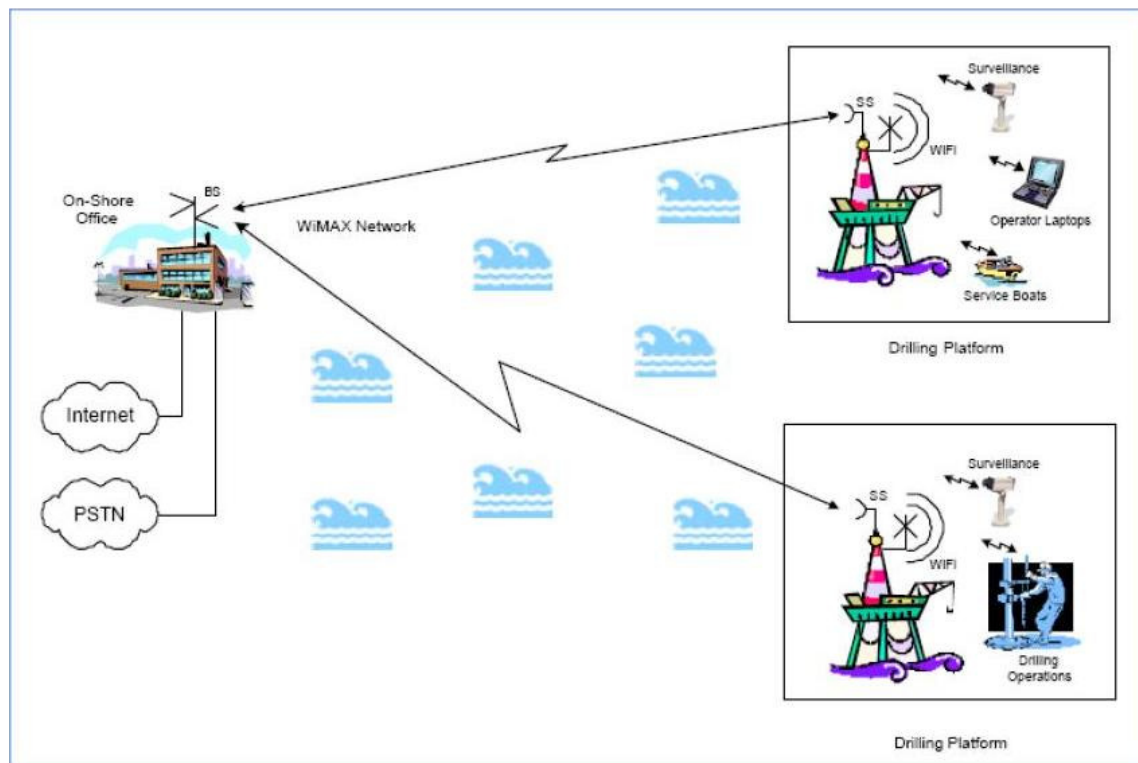 Surveillance
SS
WIFI
Operator Laptops
Service Boats
Drilling Platform
BS
On-Shore
Office
WiMAX Network
Internet
PSTN
Surveillance
SS
WIFI
Drilling
Operations
Drilling Platform